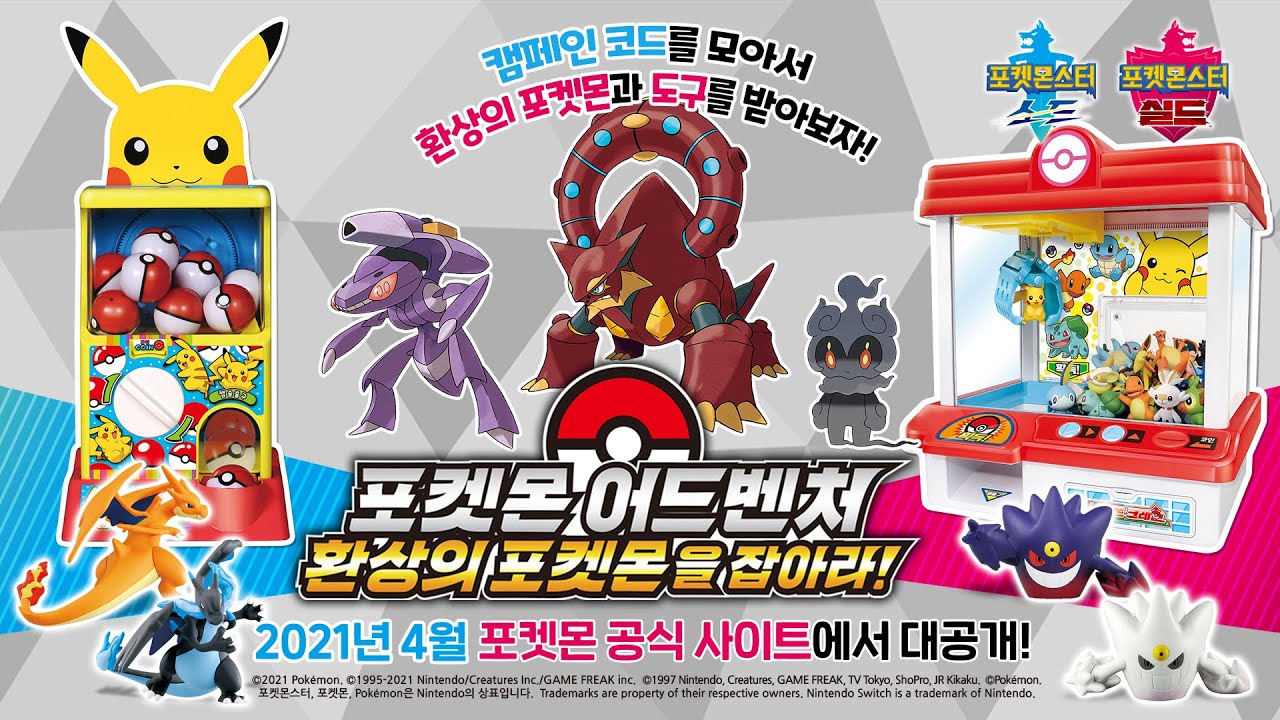 캠페인 코드를 모아서
환상의 포켓몬과 도구를 받아보자!
포켓몬스터
소드
포켓몬스터
실드
COIN
포켓몬 어드벤처
환상의 포켓몬을 잡아라!
2021년 4월 포켓몬 공식 사이트에서 대공개!
©2021 Pokémon. ©1995-2021 Nintendo/Creatures Inc./GAME FREAK inc. ©1997 Nintendo, Creatures, GAME FREAK, TV Tokyo, ShoPro, JR Kikaku. ©Pokémon.
포켓몬스터, 포켓몬, Pokémon은 Nintendo의 상표입니다. Trademarks are property of their respective owners. Nintendo Switch is a trademark of Nintendo.